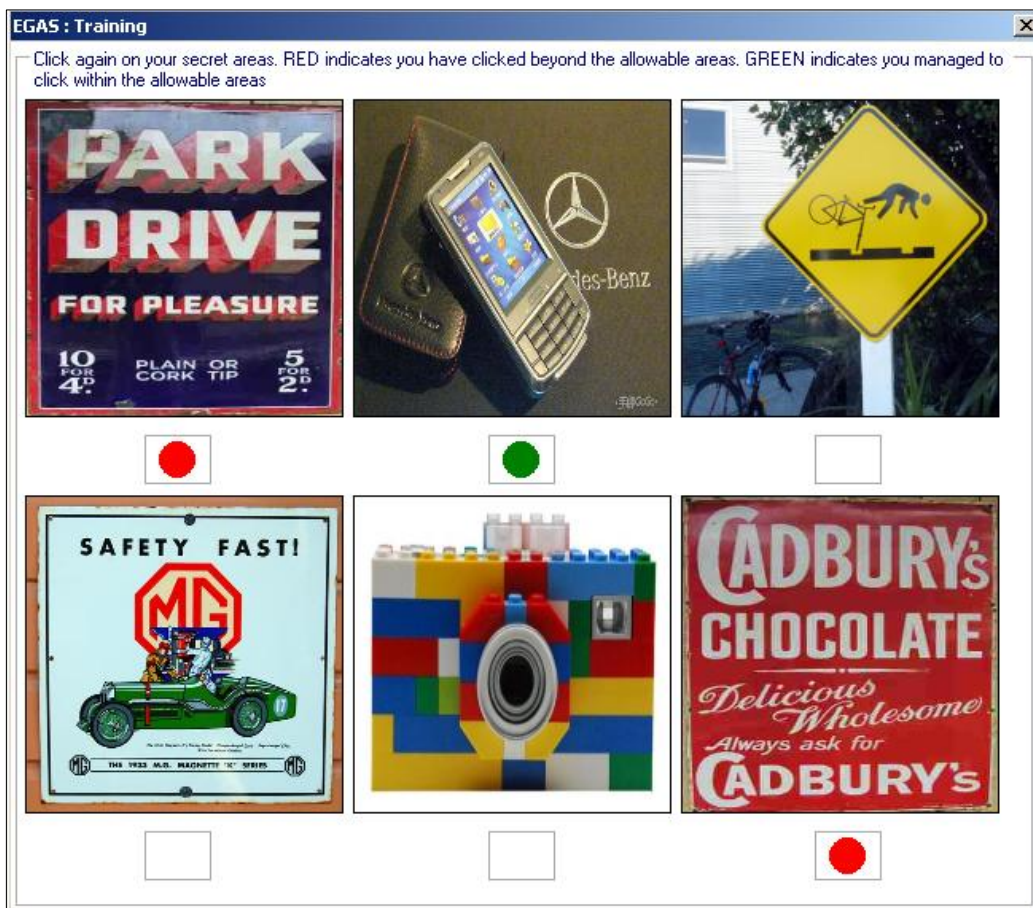 EGAS : Training
Click again on your secret areas. RED indicates you have clicked beyond the allowable areas. GREEN indicates you managed to
click within the allowable areas
PARK
DRIVE
FOR PLEASURE
10 FOR 4D.
PLAIN OR
CORK TIP
5 FOR 2D.
des-Benz
SAFETY FAST!
MG
17
MG THE 1933 M.G. MAGNETTE "K" SERIES MG
CADBURY's
CHOCOLATE
Delicious
Wholesome
Always ask for
CADBURY's